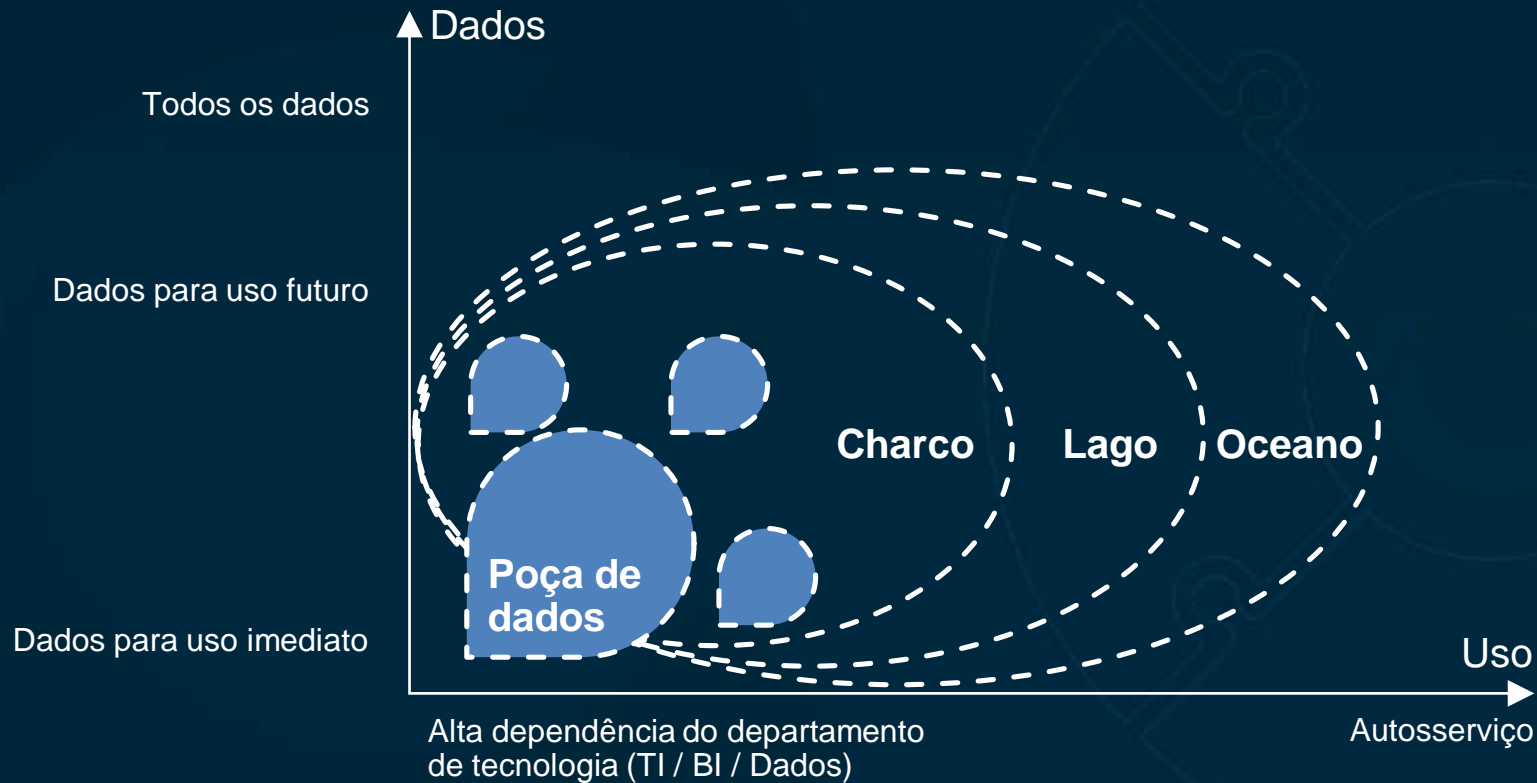 Dados
Todos os dados
Dados para uso futuro
Charco
Lago
Oceano
Poça de
dados
Dados para uso imediato
Uso
Alta dependência do departamento
de tecnologia (TI / BI / Dados)
Autosserviço